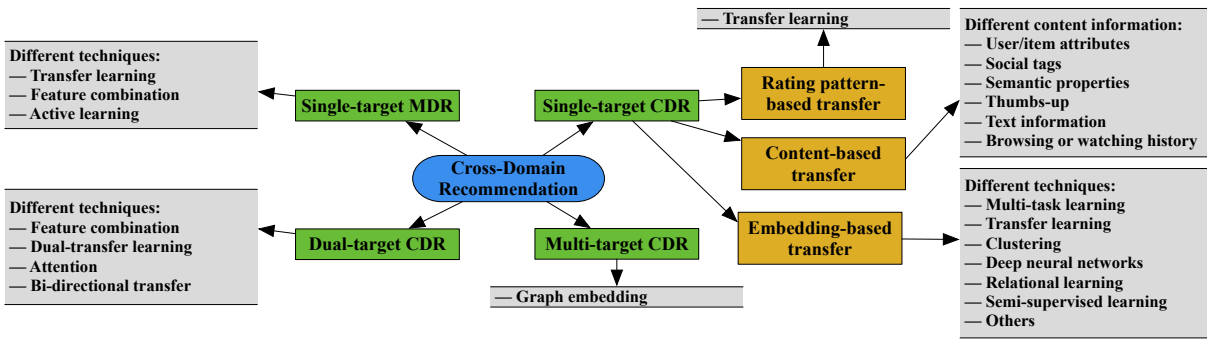 Different techniques:
— Transfer learning
— Feature combination
— Active learning
Single-target MDR
Single-target CDR
Cross-Domain
Recommendation
Different techniques:
— Feature combination
— Dual-transfer learning
— Attention
— Bi-directional transfer
Dual-target CDR
Multi-target CDR
— Graph embedding
— Transfer learning
Rating pattern-
based transfer
Content-based
transfer
Embedding-based
transfer
Different content information:
— User/item attributes
— Social tags
— Semantic properties
— Thumbs-up
— Text information
— Browsing or watching history
Different techniques:
— Multi-task learning
— Transfer learning
— Clustering
— Deep neural networks
— Relational learning
— Semi-supervised learning
— Others